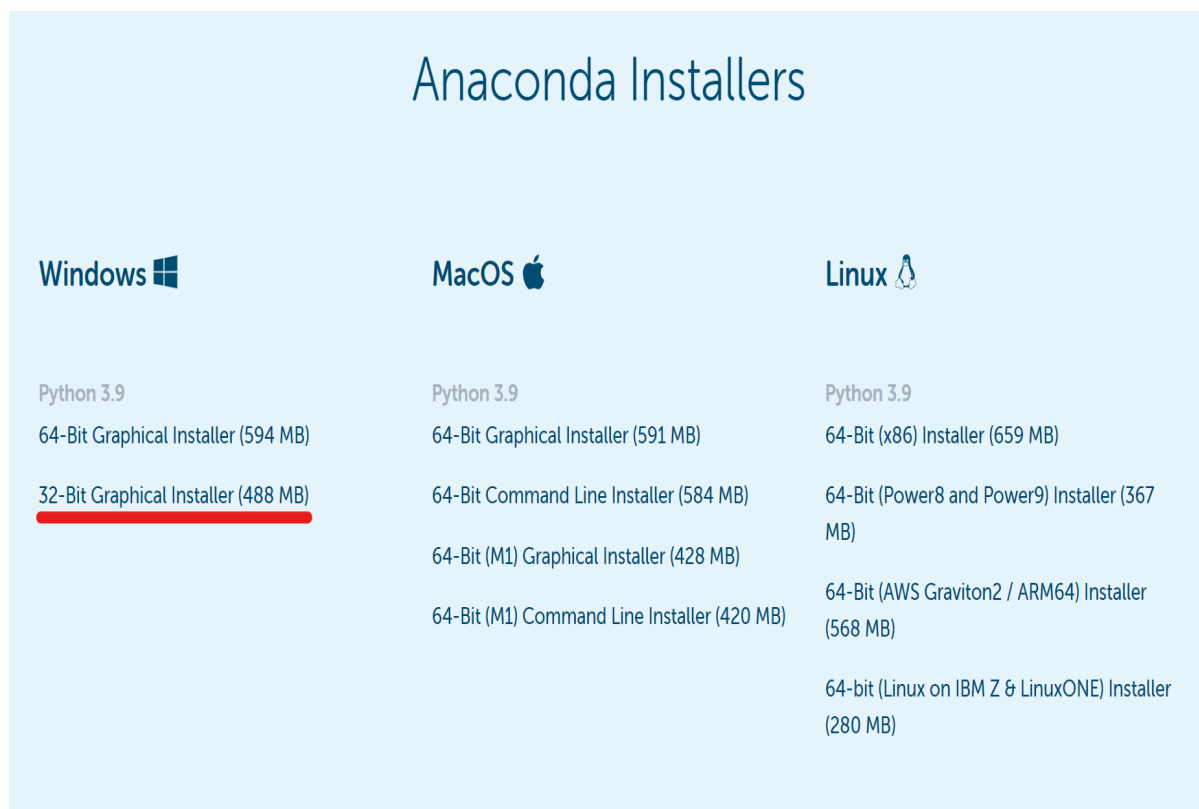 Anaconda Installers
Windows
Python 3.9
64-Bit Graphical Installer (594 MB)
32-Bit Graphical Installer (488 MB)
MacOS
Python 3.9
64-Bit Graphical Installer (591 MB)
64-Bit Command Line Installer (584 MB)
64-Bit (M1) Graphical Installer (428 MB)
64-Bit (M1) Command Line Installer (420 MB)
Linux
Python 3.9
64-Bit (x86) Installer (659 MB)
64-Bit (Power8 and Power9) Installer (367
MB)
64-Bit (AWS Graviton2 / ARM64) Installer
(568 MB)
64-bit (Linux on IBM Z & LinuxONE) Installer
(280 MB)